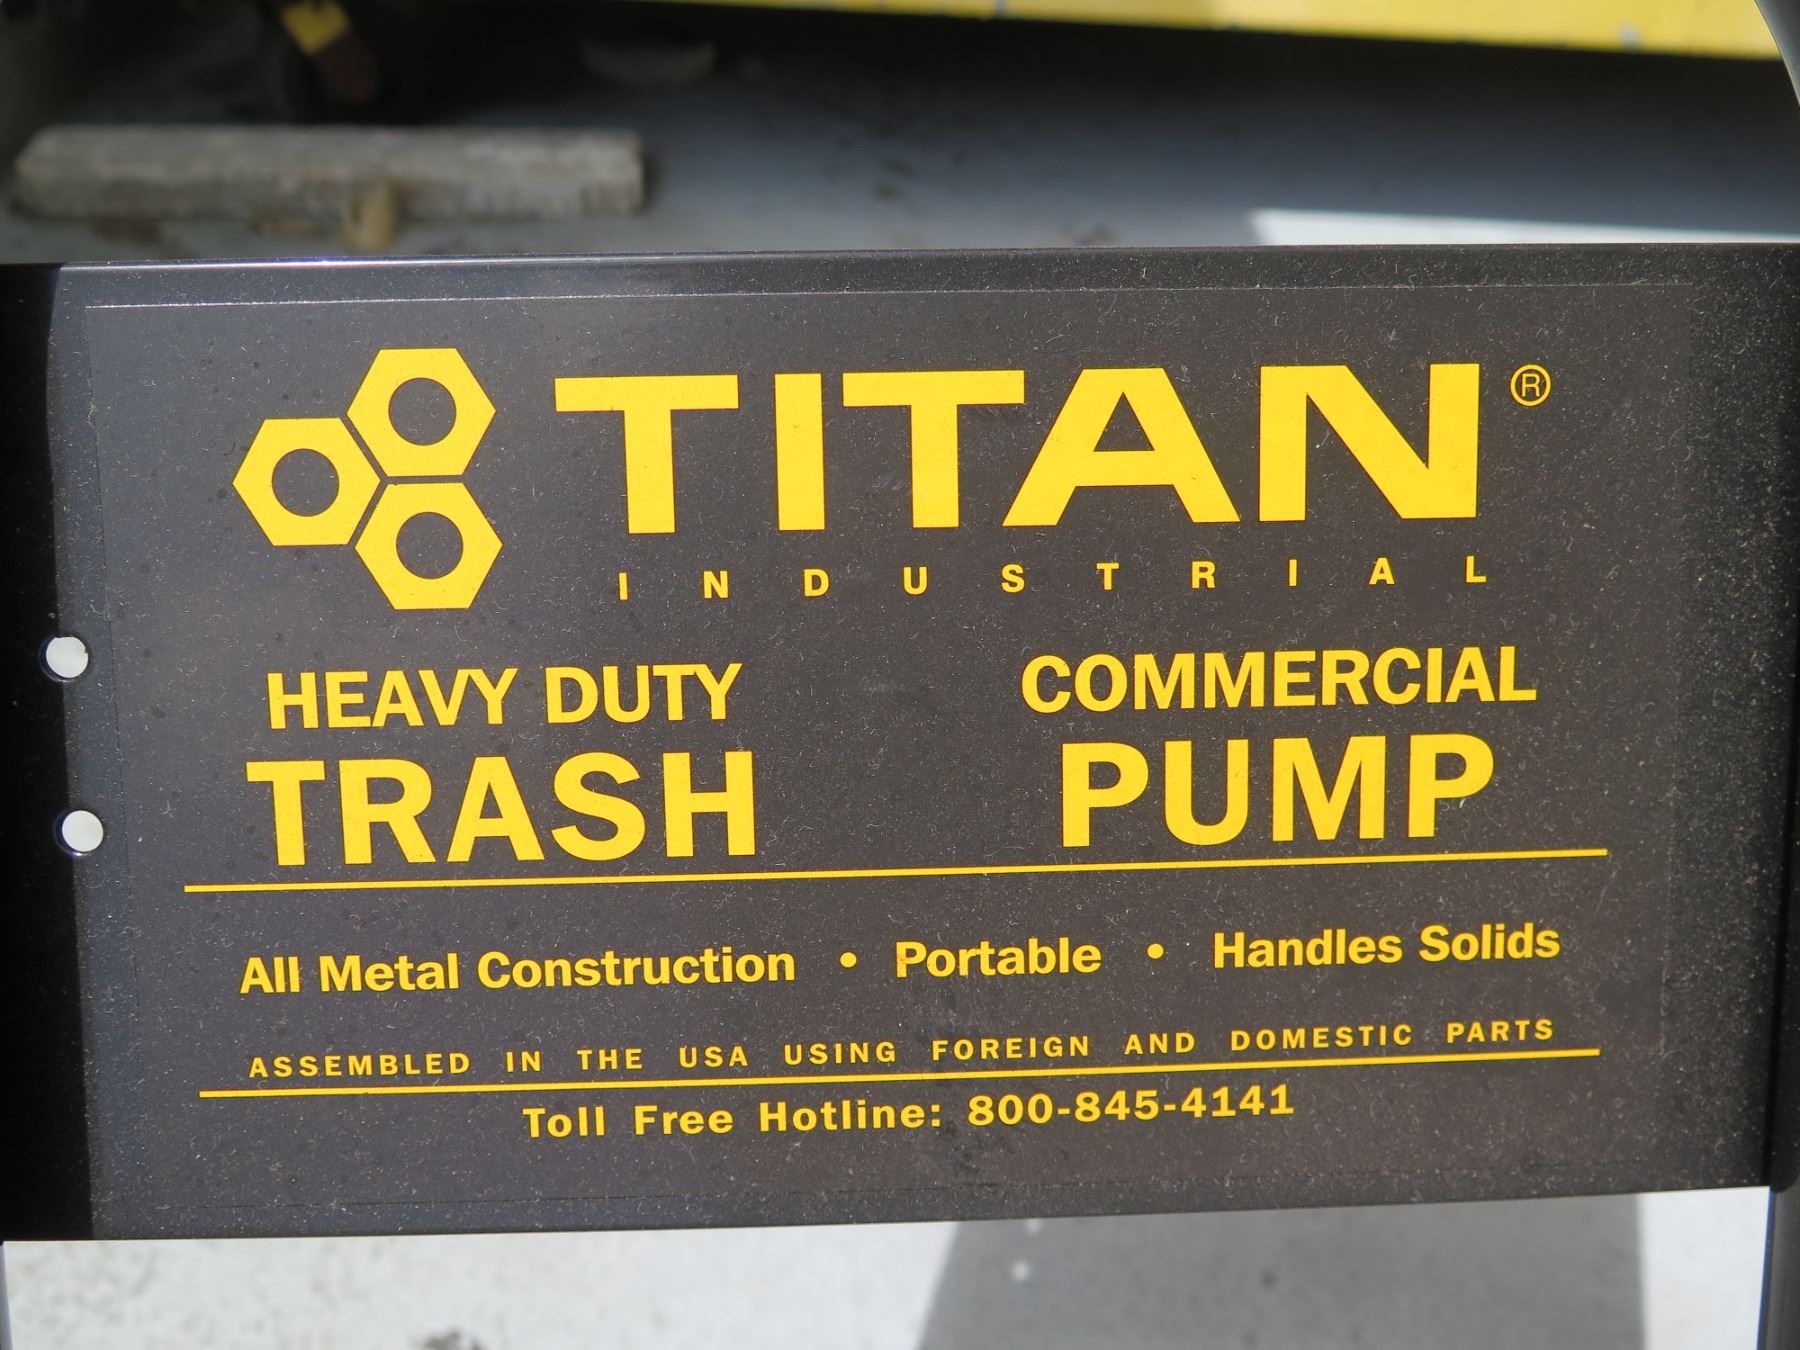 TITAN®
INDUSTRIAL
HEAVY DUTY COMMERCIAL
TRASH PUMP
All Metal Construction • Portable • Handles Solids
ASSEMBLED IN THE USA USING FOREIGN AND DOMESTIC PARTS
Toll Free Hotline: 800-845-4141